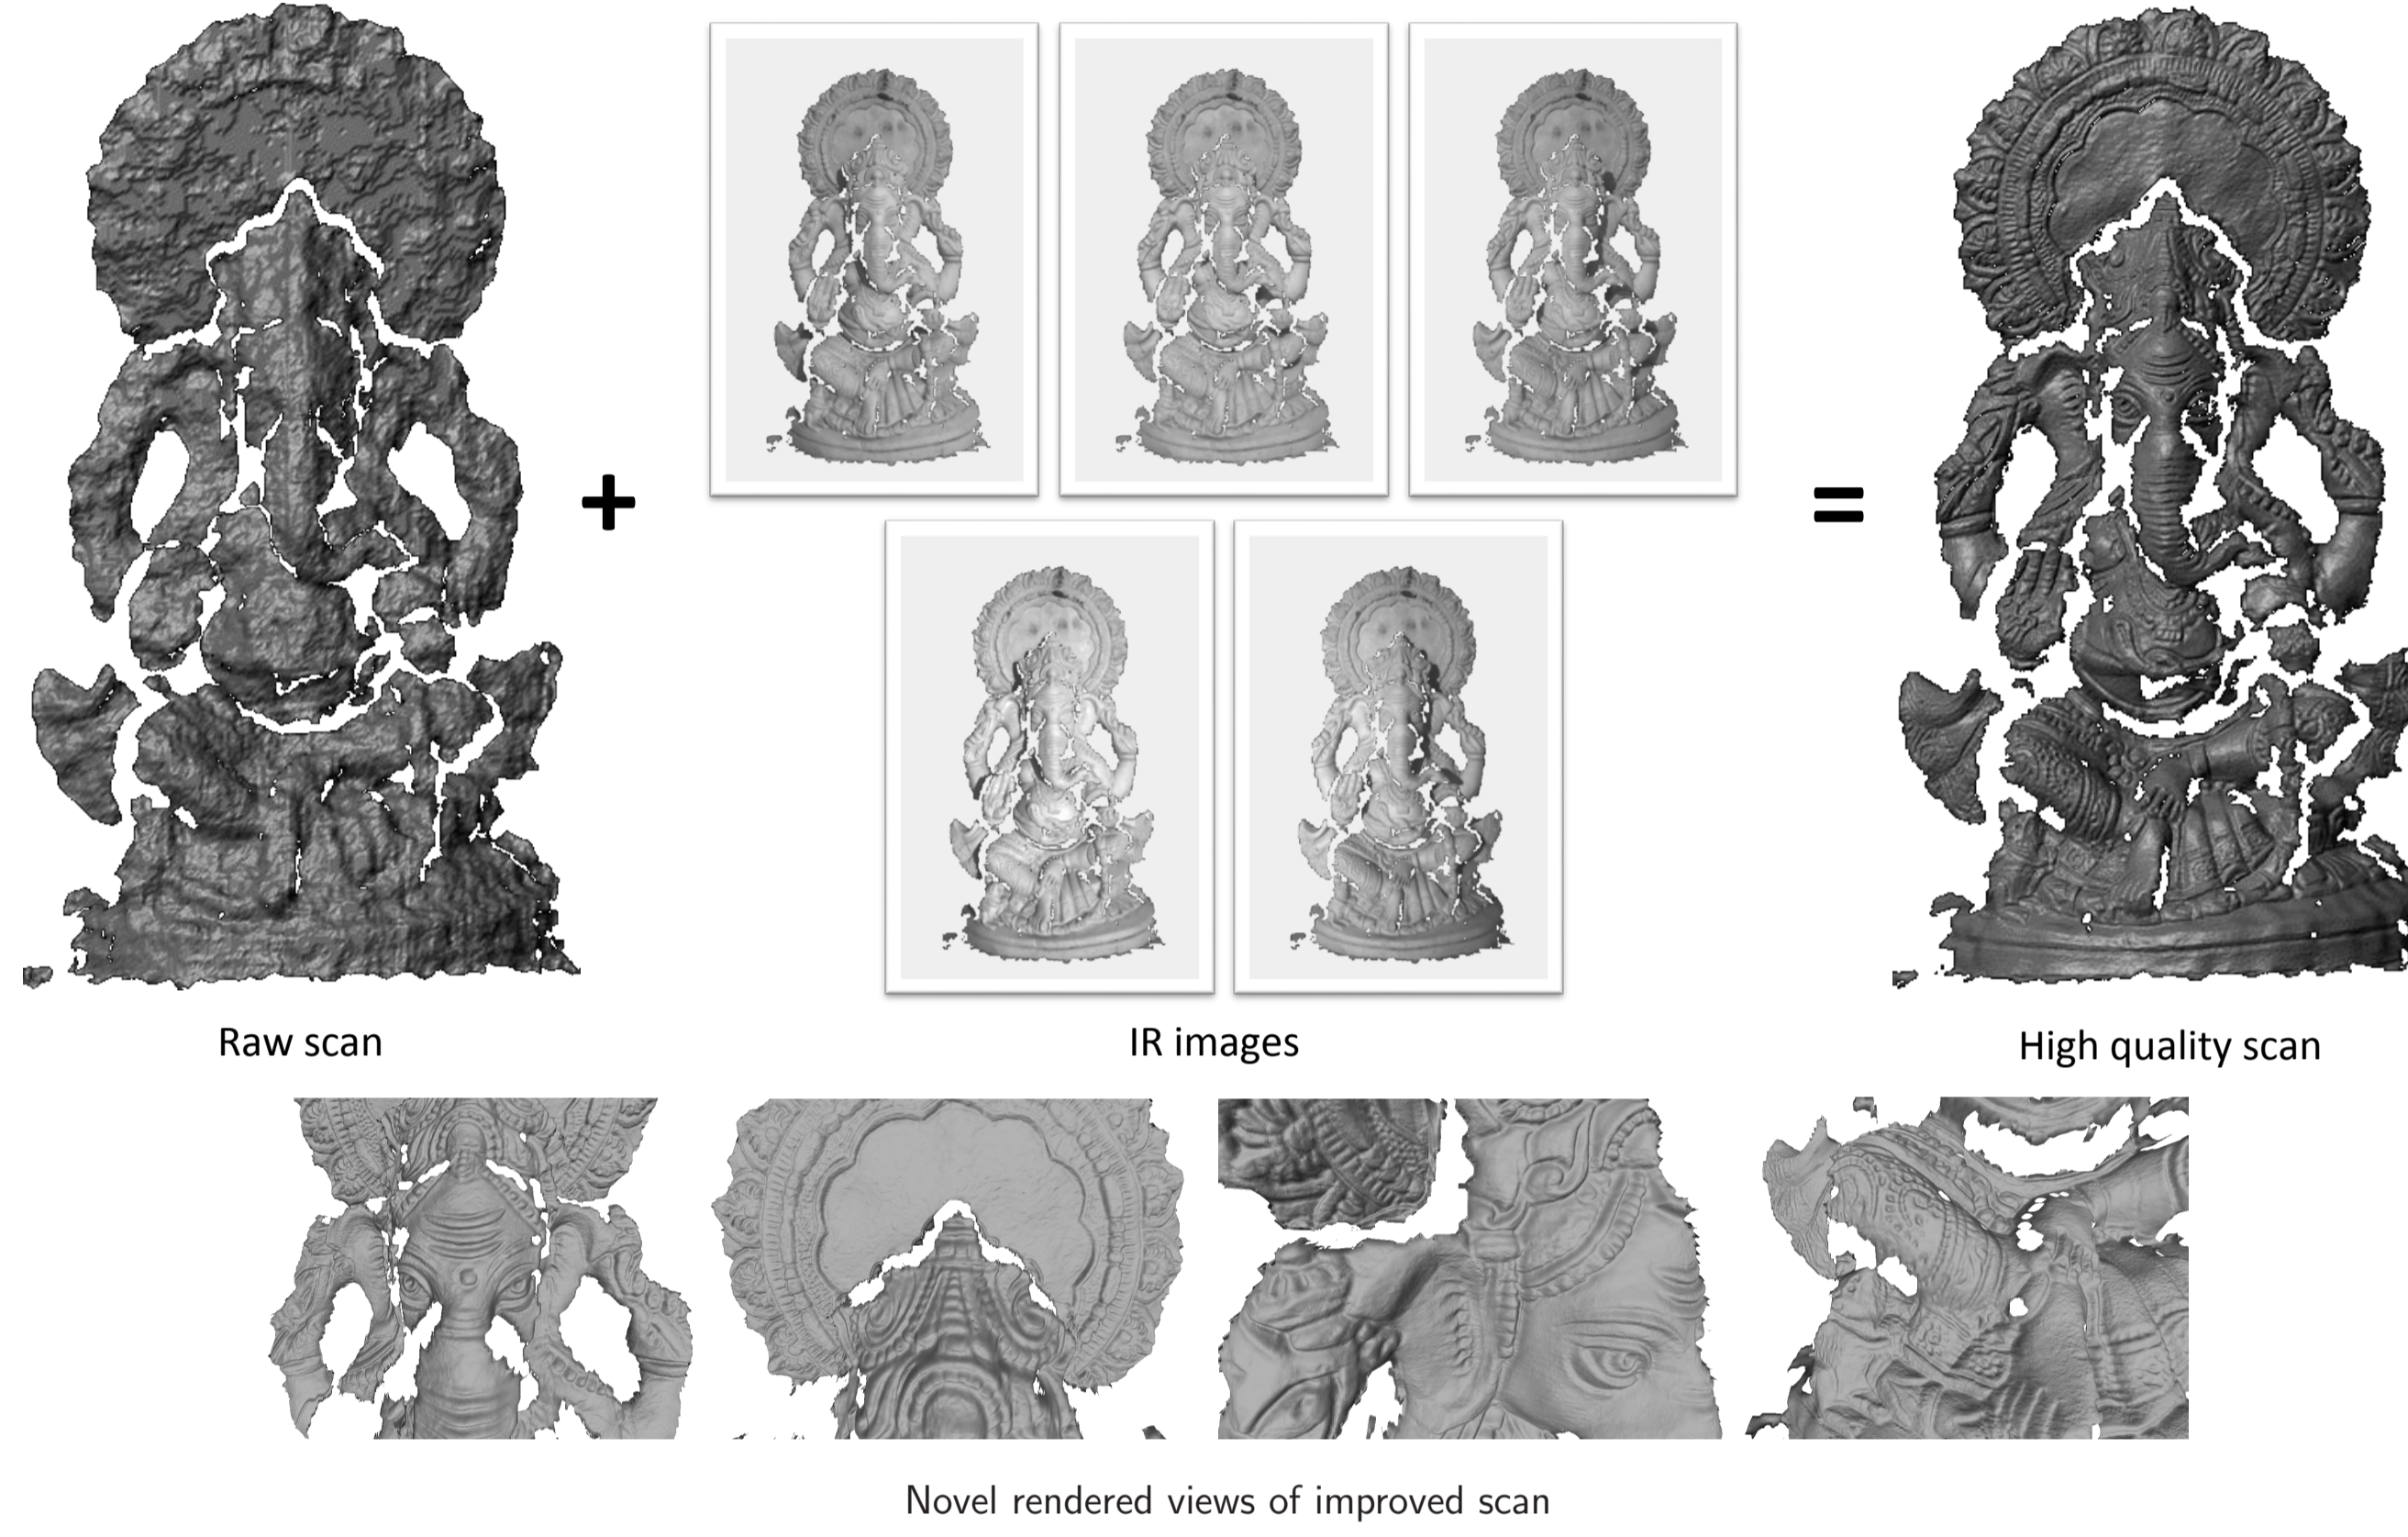 +
=
Raw scan
IR images
High quality scan
Novel rendered views of improved scan